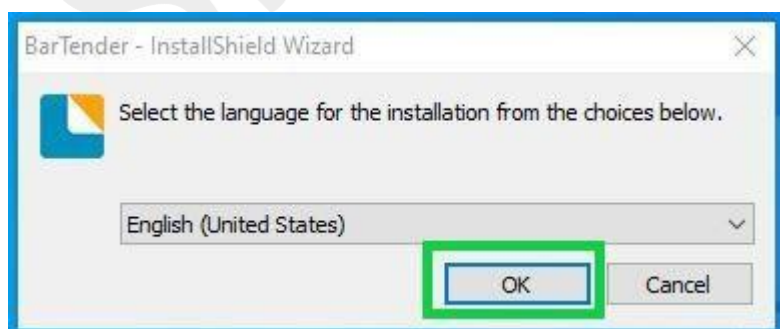 BarTender - InstallShield Wizard
Select the language for the installation from the choices below.
English (United States)
OK Cancel